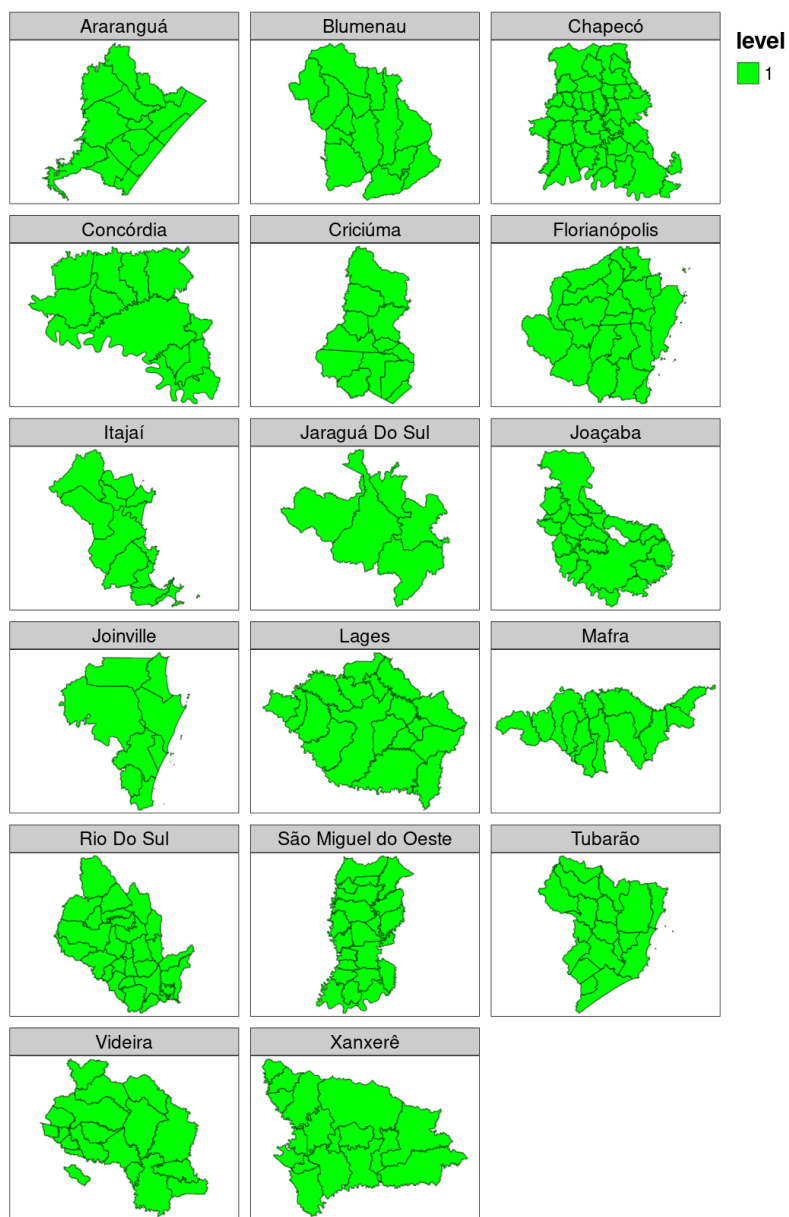 Araranguá
Blumenau
Chapecó
level
1
Concórdia
Criciúma
Florianópolis
Itajaí
Jaraguá Do Sul
Joaçaba
Joinville
Lages
Mafra
Rio Do Sul
São Miguel do Oeste
Tubarão
Videira
Xanxerê